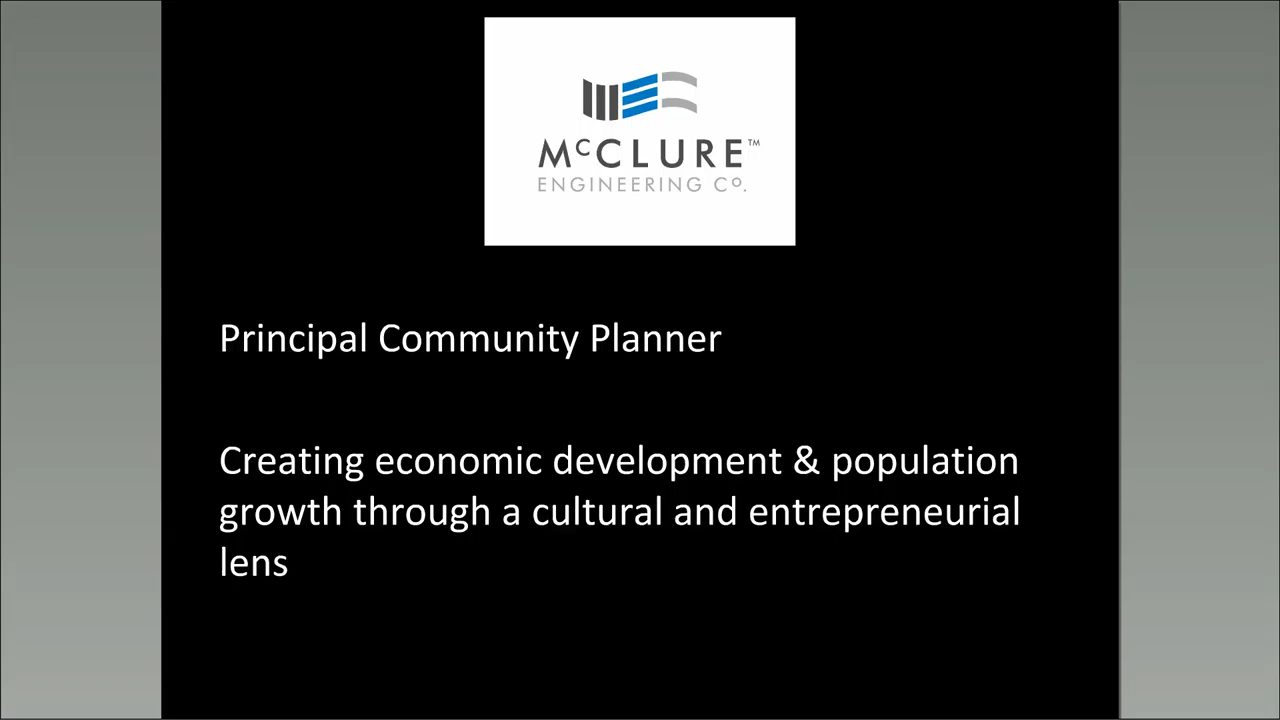 McCLURE™
ENGINEERING Co.
Principal Community Planner
Creating economic development & population
growth through a cultural and entrepreneurial
lens